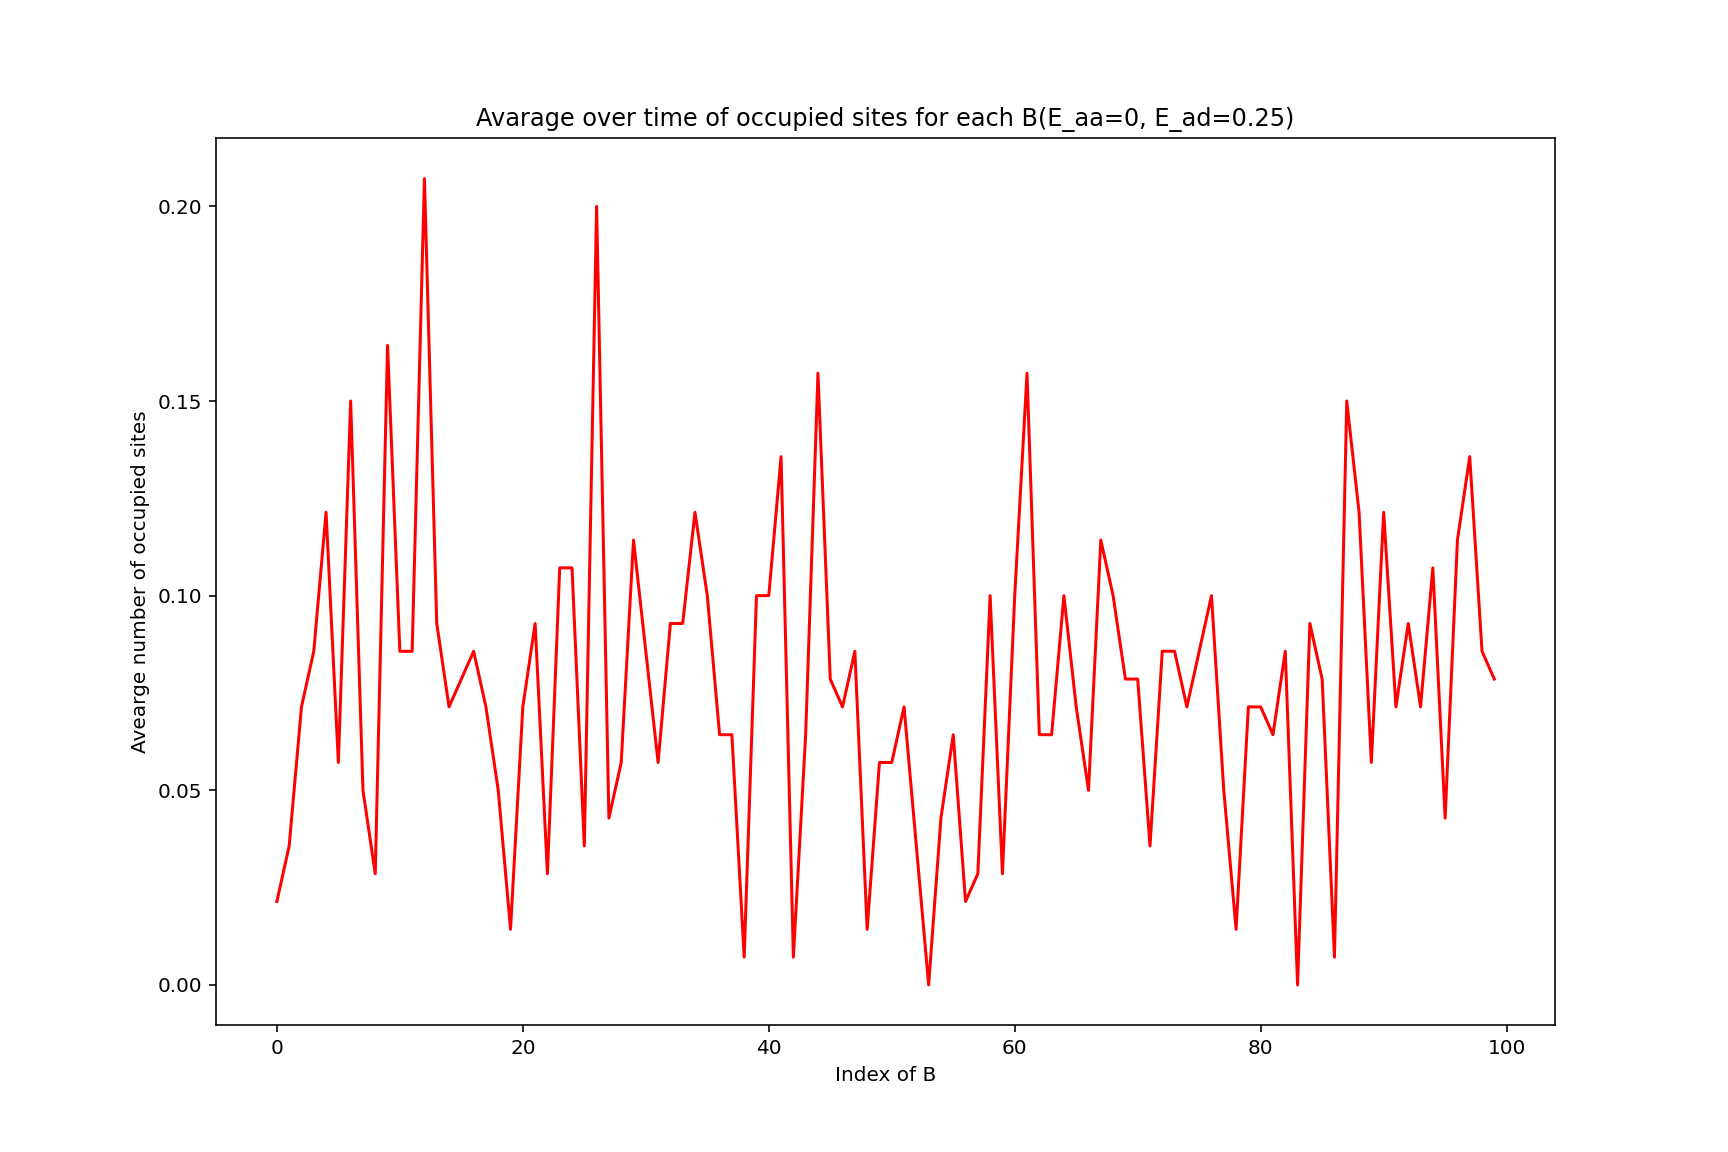 Avarage over time of occupied sites for each B(E_aa=0, E_ad=0.25)
Avearge number of occupied sites
0.20
0.15
0.10
0.05
0.00
0 20 40 60 80 100
Index of B